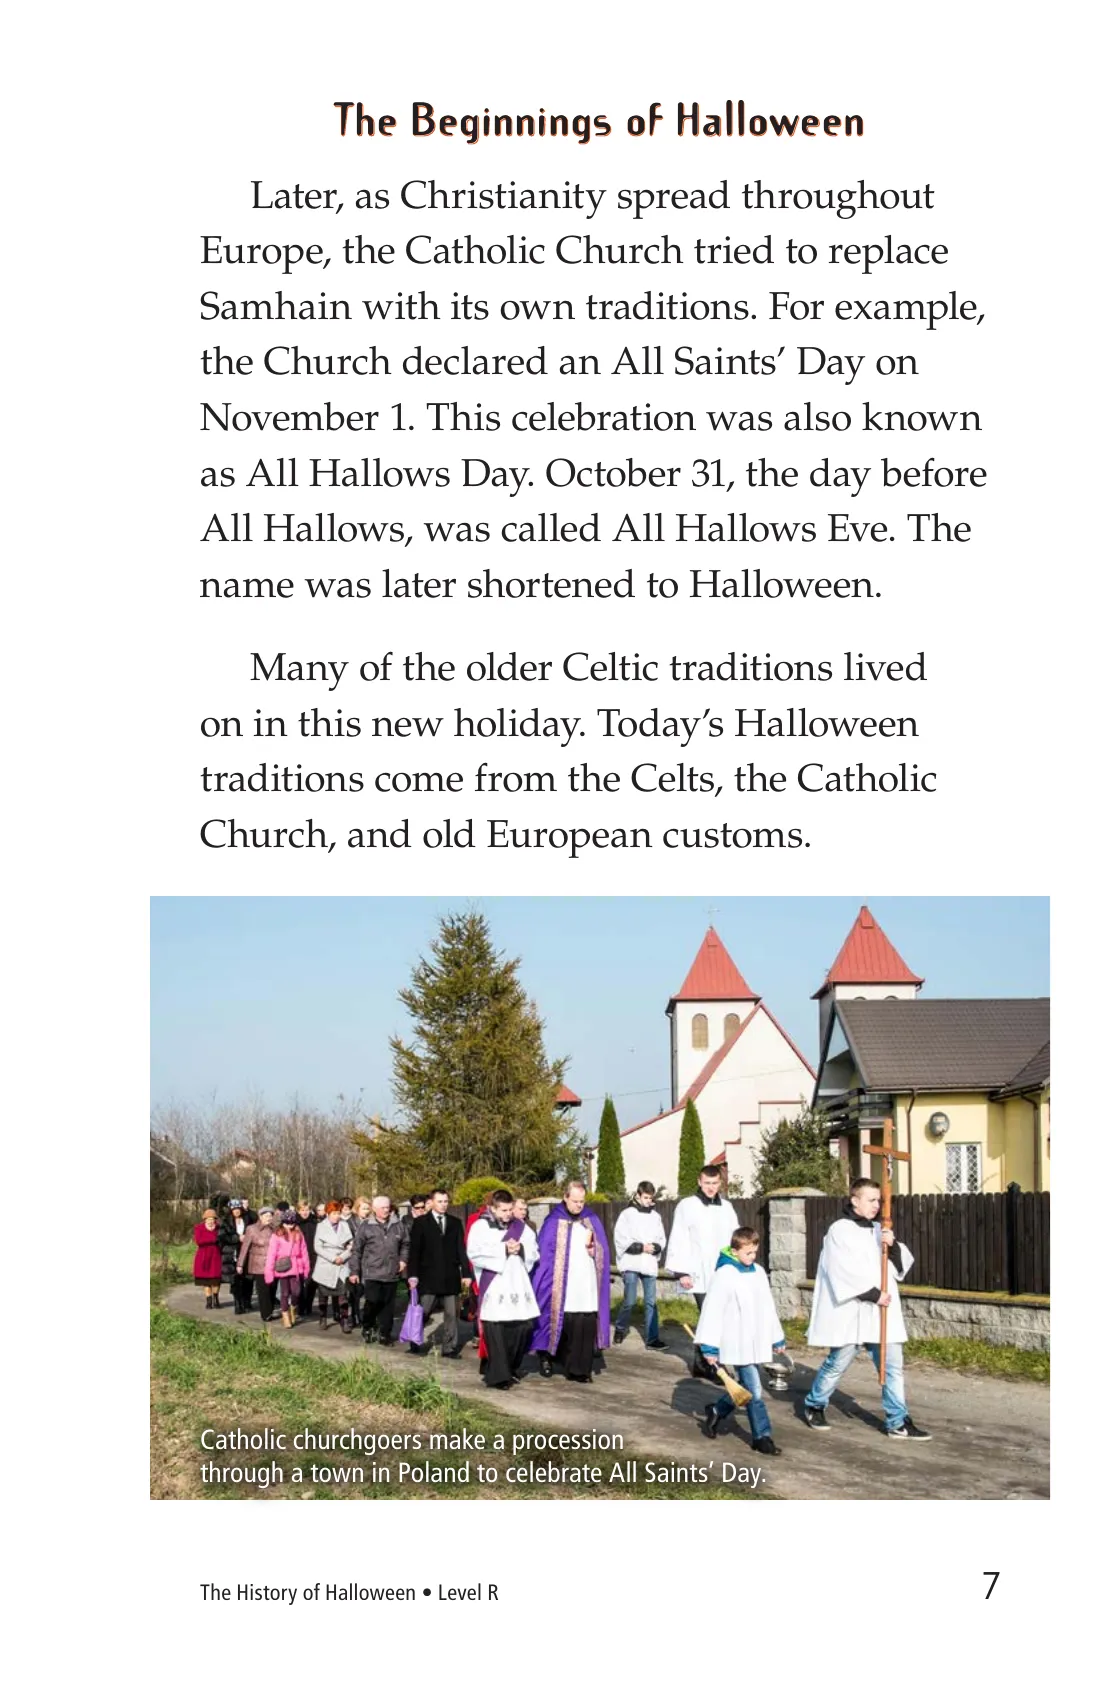 The Beginnings of Halloween
Later, as Christianity spread throughout
Europe, the Catholic Church tried to replace
Samhain with its own traditions. For example,
the Church declared an All Saints’ Day on
November 1. This celebration was also known
as All Hallows Day. October 31, the day before
All Hallows, was called All Hallows Eve. The
name was later shortened to Halloween.
Many of the older Celtic traditions lived
on in this new holiday. Today’s Halloween
traditions come from the Celts, the Catholic
Church, and old European customs.
Catholic churchgoers make a procession
through a town in Poland to celebrate All Saints’ Day.
The History of Halloween • Level R
7